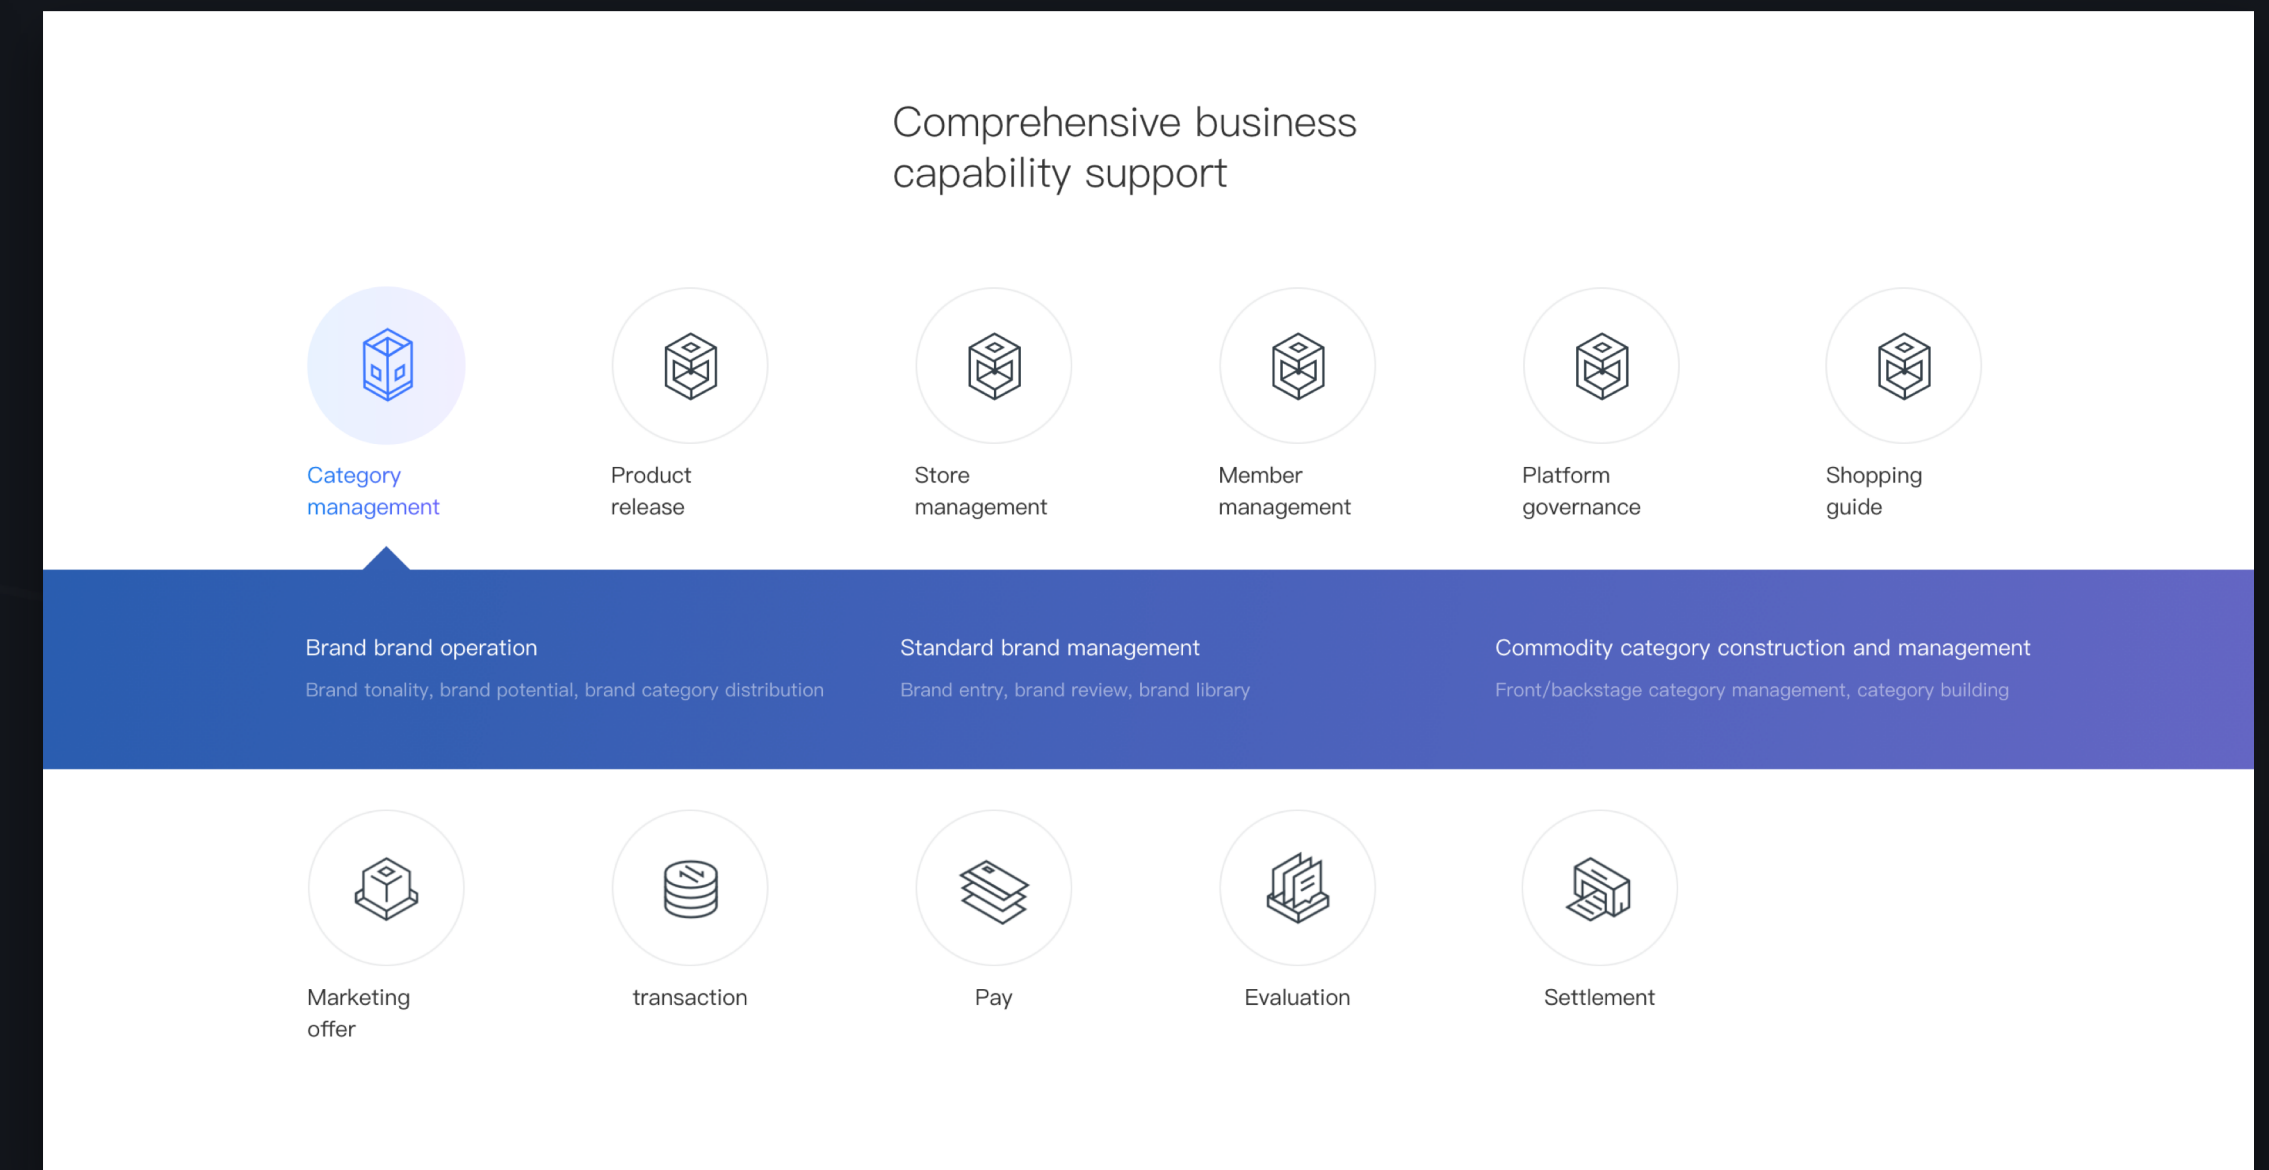 Comprehensive business
capability support
Category
management
Product
release
Store
management
Member
management
Platform
governance
Shopping
guide
Brand brand operation
Brand tonality, brand potential, brand category distribution
Standard brand management
Brand entry, brand review, brand library
Commodity category construction and management
Front/backstage category management, category building
Marketing
offer
transaction
Pay
Evaluation
Settlement